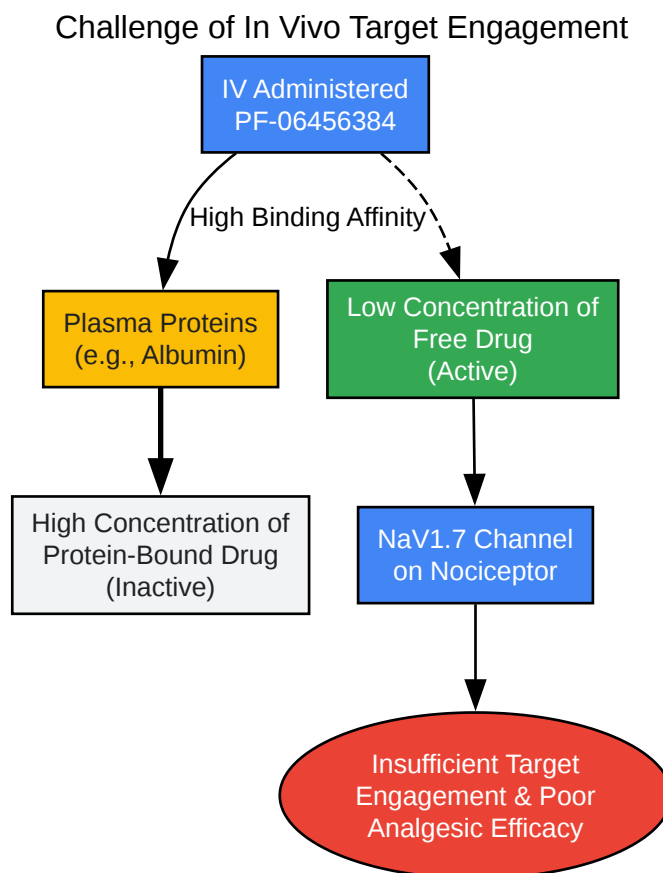 Challenge of In Vivo Target Engagement
IV Administered
PF-06456384
High Binding Affinity
Plasma Proteins
(e.g., Albumin)
Low Concentration of
Free Drug
(Active)
High Concentration of
Protein-Bound Drug
(Inactive)
NaV1.7 Channel
on Nociceptor
Insufficient Target
Engagement & Poor
Analgesic Efficacy